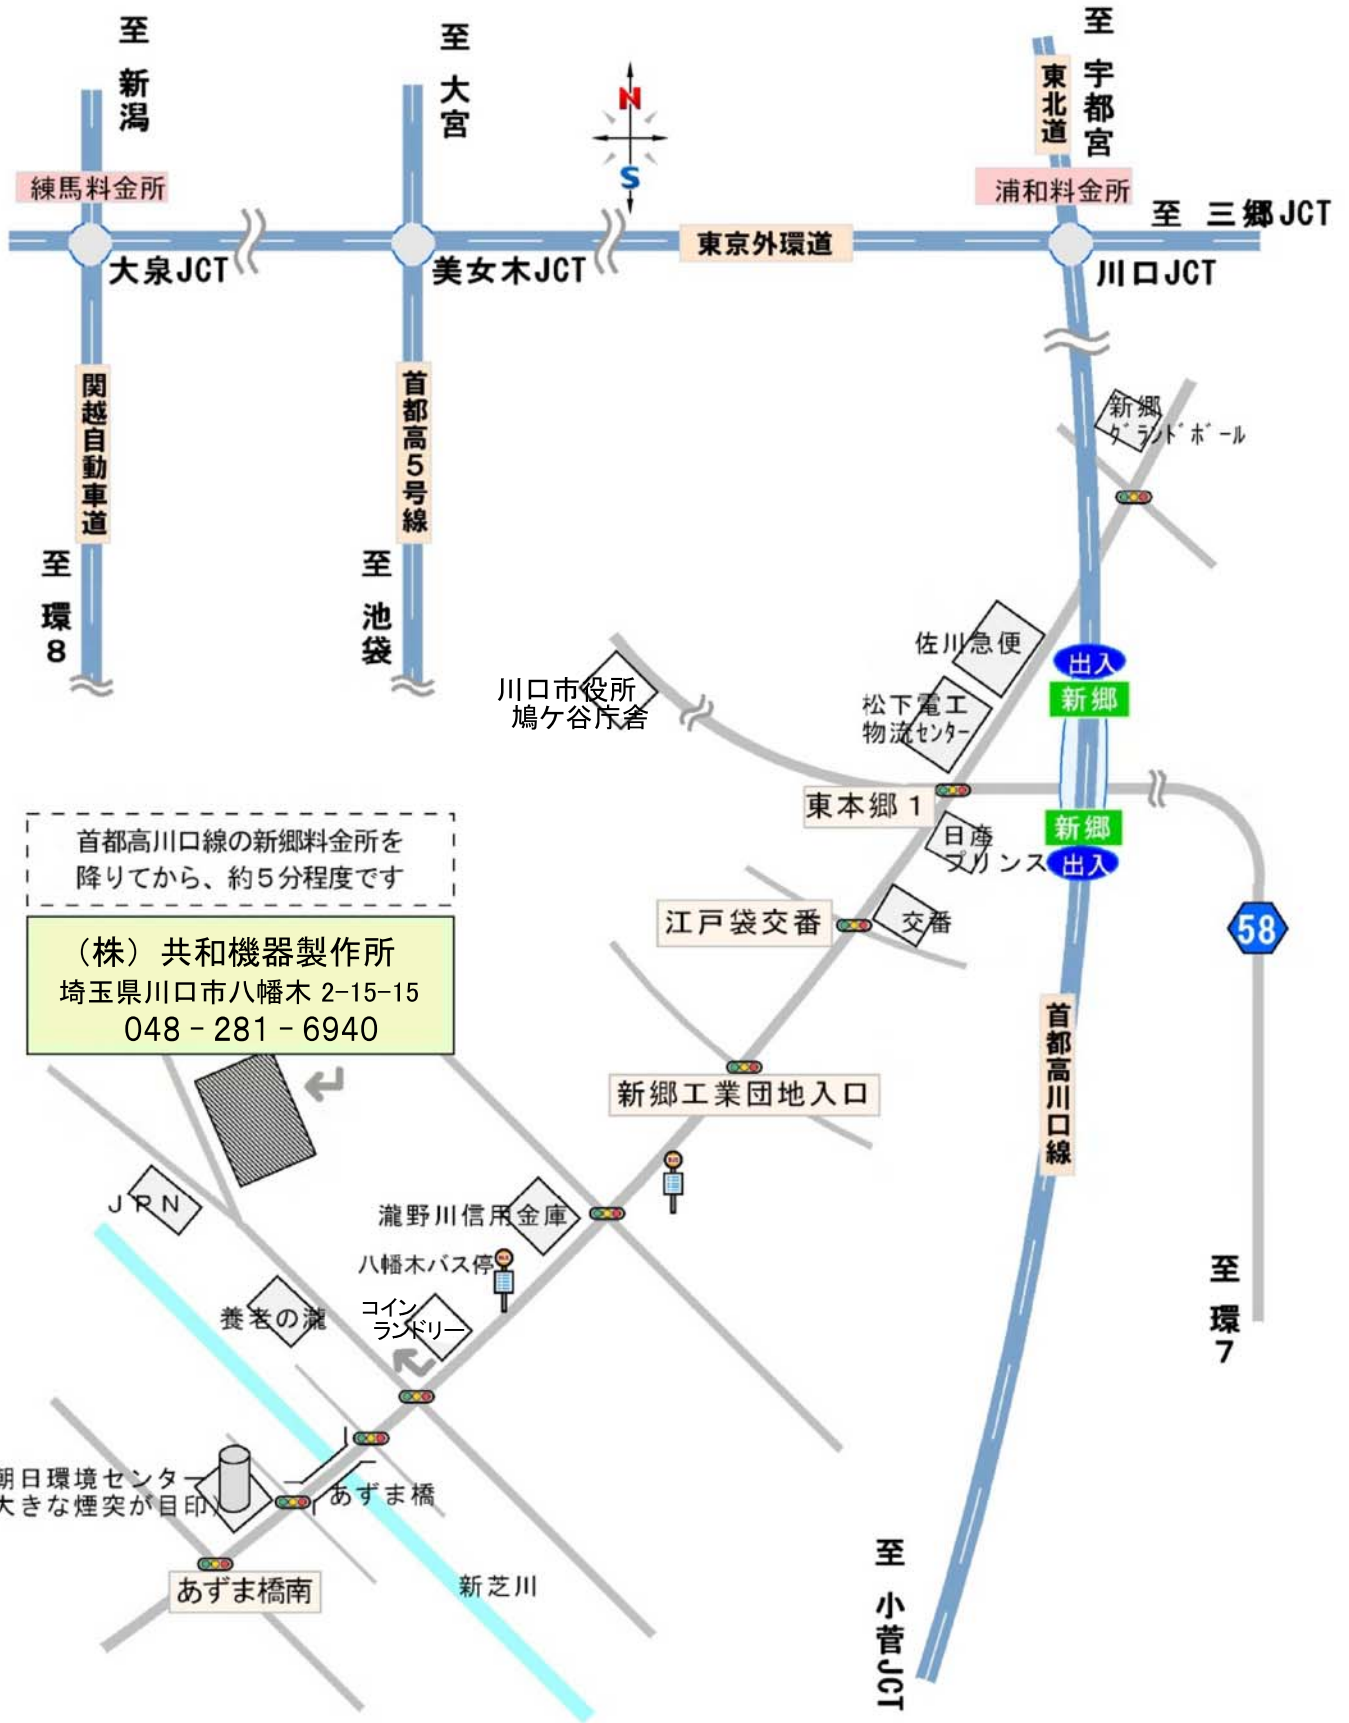 至 新潟
至 大宮
至 宇都宮
東北道
N
S
練馬料金所
浦和料金所
至 三郷JCT
東京外環道
大泉JCT
美女木JCT
川口JCT
関越自動車道
首都高5号線
新郷
グランドボール
至 環8
至 池袋
佐川急便
出入
新郷
川口市役所
鳩ケ谷庁舎
松下電工
物流センター
東本郷1
新郷
出入
日産
プリンス
首都高川口線の新郷料金所を
降りてから、約5分程度です
江戸袋交番
交番
58
(株)共和機器製作所
埼玉県川口市八幡木 2-15-15
048-281-6940
首都高川口線
新郷工業団地入口
JPN
瀧野川信用金庫
八幡木バス停
養老の瀧
コイン
ランドリー
至 環7
朝日環境センター
大きな煙突が目印)
あずま橋
あずま橋南
新芝川
至 小菅JCT